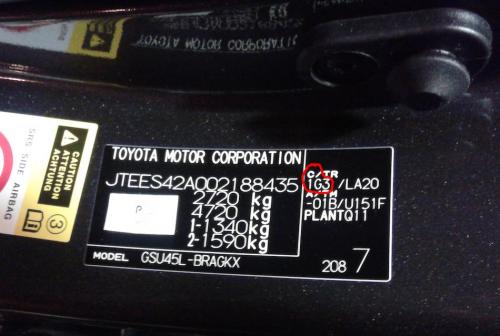 TOYOTA MOTOR CORPORATION
JTEES42A002188435
2720 kg
4720 kg
1-1340kg
2-1590kg
MODEL GSU45L-BRAGKX
C/TR
1G3/LA20
A/TM
-01B/U151F
PLANTQ11
208 7
CAUTION
ATTENTION
ACHTUNG
SRS SIDE AIRBAG
3